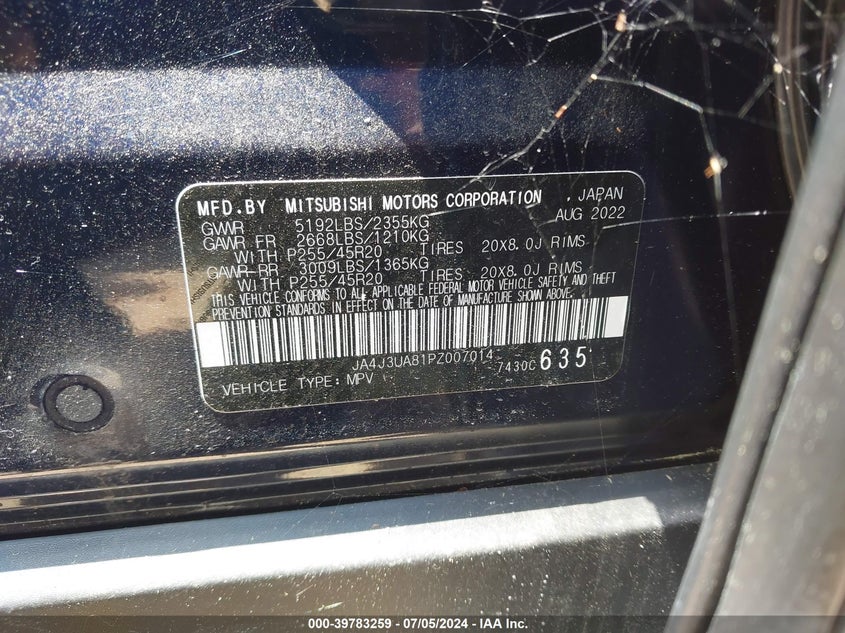 MFD.BY MITSUBISHI MOTORS CORPORATION , JAPAN
GVWR 5192LBS/2355KG AUG 2022
GAWR FR 2668LBS/1210KG
WITH P255/45R20 TIRES 20X8.0J RIMS
GAWR RR 3009LBS/1365KG
WITH P255/45R20 TIRES 20X8.0J RIMS
THIS VEHICLE CONFORMS TO ALL APPLICABLE FEDERAL MOTOR VEHICLE SAFETY AND THEFT
PREVENTION STANDARDS IN EFFECT ON THE DATE OF MANUFACTURE SHOWN ABOVE.
JA4J3UA81PZ007014
7430C 635
VEHICLE TYPE: MPV
000-39783259 - 07/05/2024 - IAA Inc.